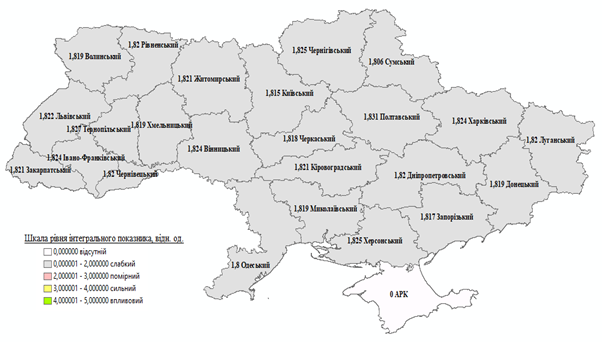 1,825 Чернігівський
1,82 Рівненський
1,819 Волинський
1,806 Сумський
1,821 Житомирський
1,815 Київський
1,822 Львівський
1,831 Полтавський
1,824 Харківський
1,827 Тернопільський
1,819 Хмельницький
1,818 Черкаський
1,82 Луганський
1,824 Вінницький
1,824 Івано-Франківський
1,821 Закарпатський
1,82 Чернівецький
1,821 Кіровоградський
1,82 Дніпропетровський
1,819 Донецький
1,819 Миколаївський
1,817 Запорізький
1,825 Херсонський
1,8 Одеський
0 АРК
Шкала рівня інтегрального показника, відн. од.
0,000000 відсутній
0,000001 - 2,000000 слабкий
2,000001 - 3,000000 помірний
3,000001 - 4,000000 сильний
4,000001 - 5,000000 впливовий